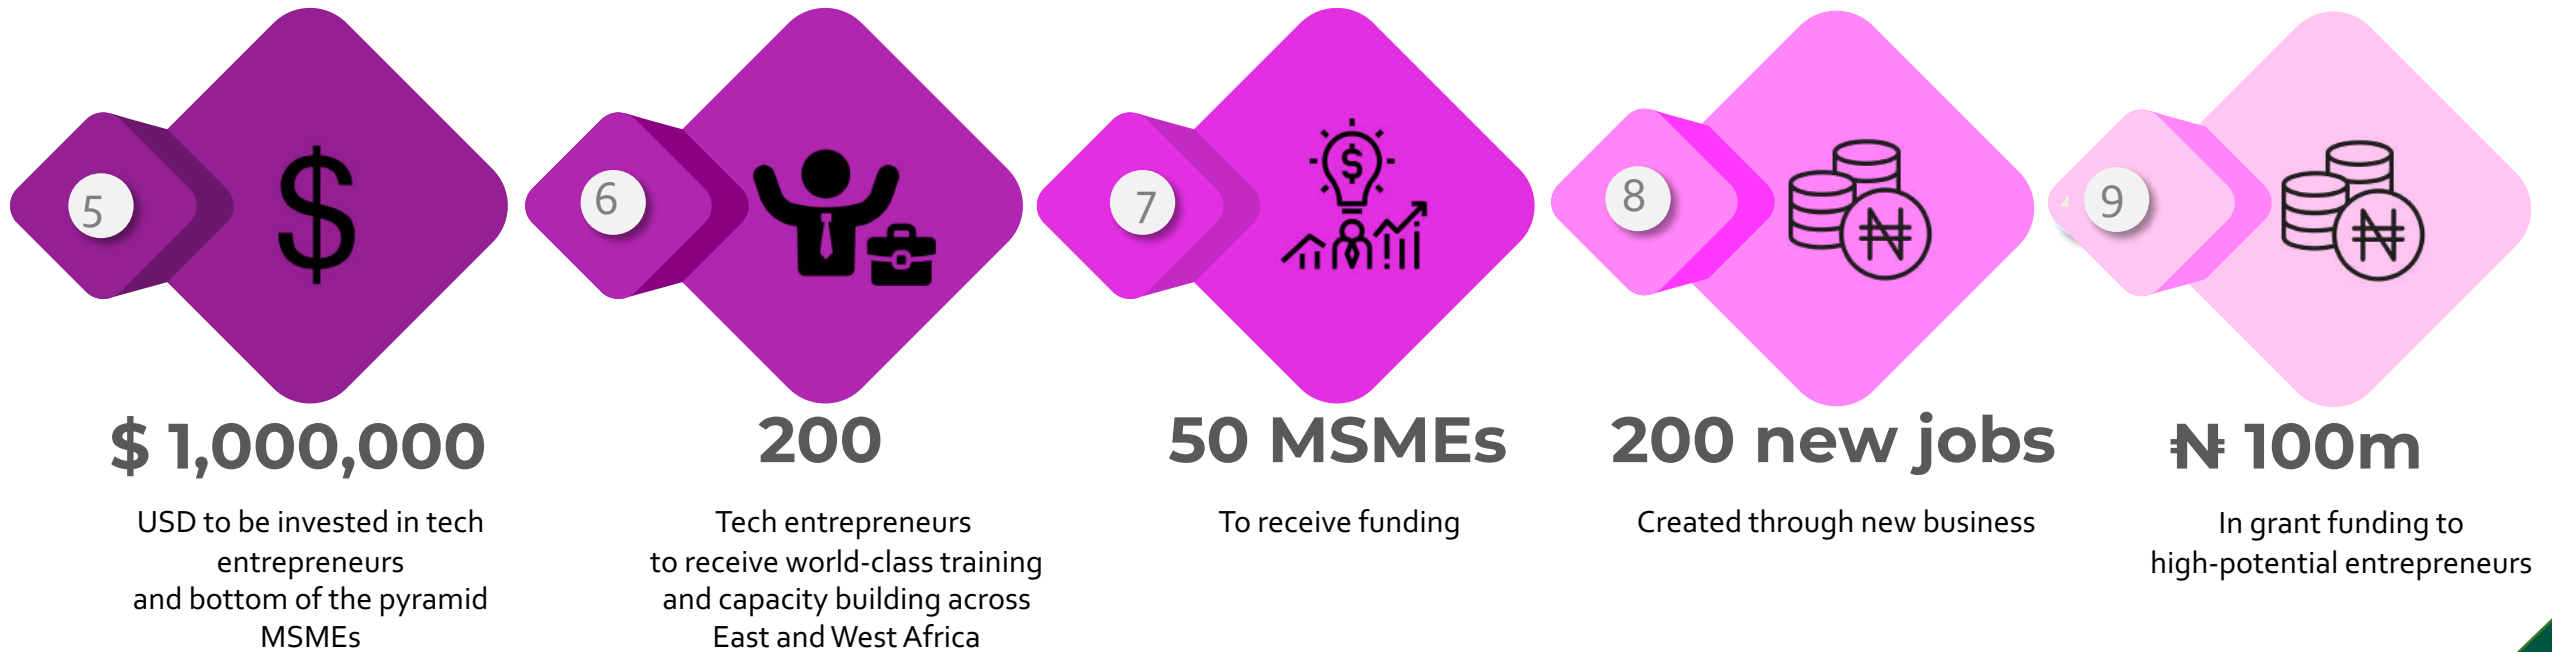 5
$ 1,000,000
USD to be invested in tech
entrepreneurs
and bottom of the pyramid
MSMEs
6
200
Tech entrepreneurs
to receive world-class training
and capacity building across
East and West Africa
7
$
50 MSMEs
To receive funding
8
₦
200 new jobs
Created through new business
9
₦
₦ 100m
In grant funding to
high-potential entrepreneurs